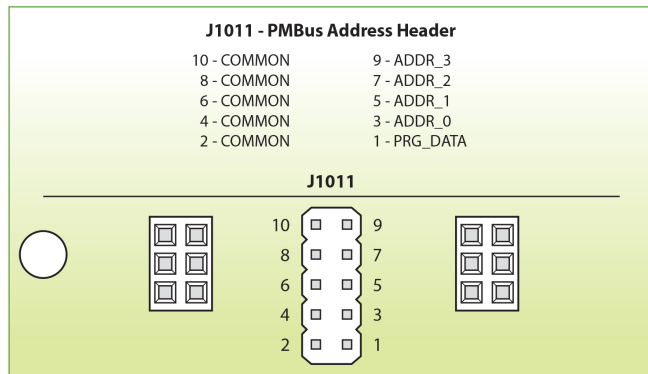 J1011 - PMBus Address Header
10 - COMMON 9 - ADDR_3
8 - COMMON 7 - ADDR_2
6 - COMMON 5 - ADDR_1
4 - COMMON 3 - ADDR_0
2 - COMMON 1 - PRG_DATA
J1011
10 9
8 7
6 5
4 3
2 1